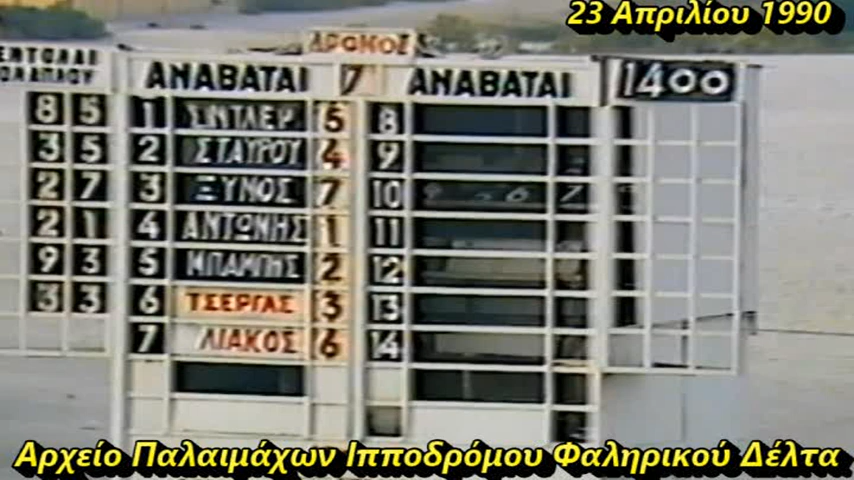 23 Απριλίου 1990
ΔΡΟΜΟΣ
ΑΝΑΒΑΤΑΙ 7 ΑΝΑΒΑΤΑΙ 1400
8 5 1 ΣΝΤΛΕΡ 5 8
3 5 2 ΣΤΑΥΡΟΥ 4 9
2 7 3 ΞΥΝΟΣ 7 10
2 1 4 ΑΝΤΩΝΗΣ 1 11
9 3 5 ΜΠΑΜΠΗΣ 2 12
3 3 6 ΤΣΕΡΓΑΣ 3 13
7 ΛΙΑΚΟΣ 6 14
Αρχείο Παλαιμάχων Ιπποδρόμου Φαληρικού Δέλτα